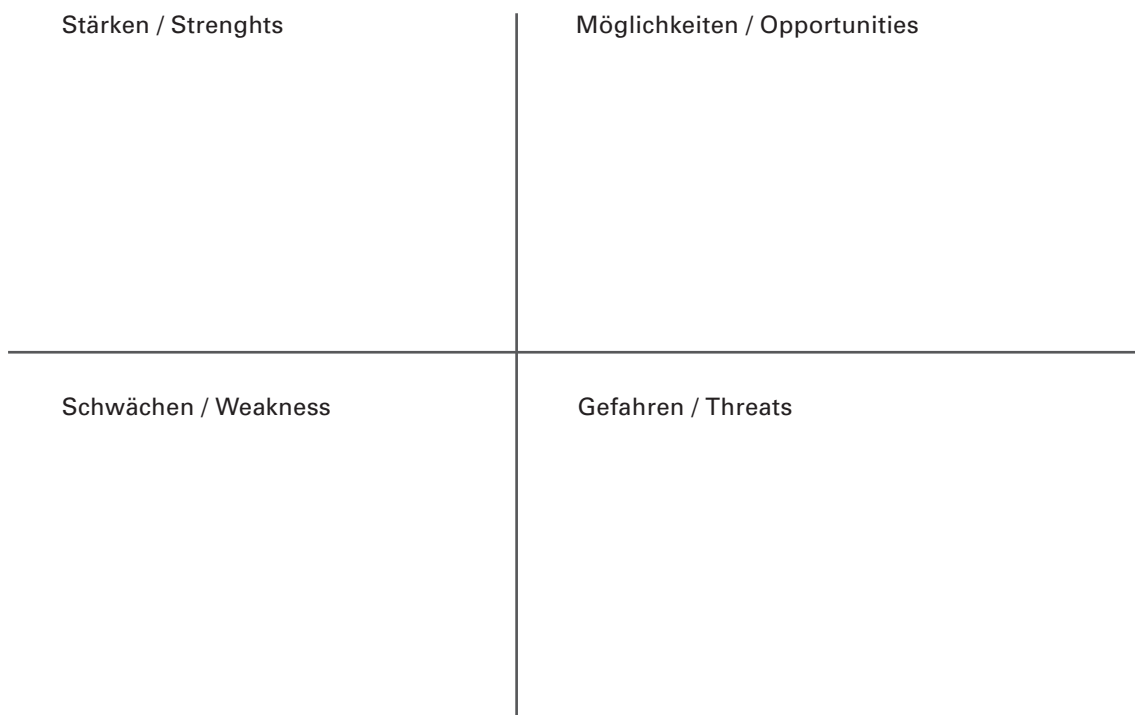 Stärken / Strenghts
Möglichkeiten / Opportunities
Schwächen / Weakness
Gefahren / Threats